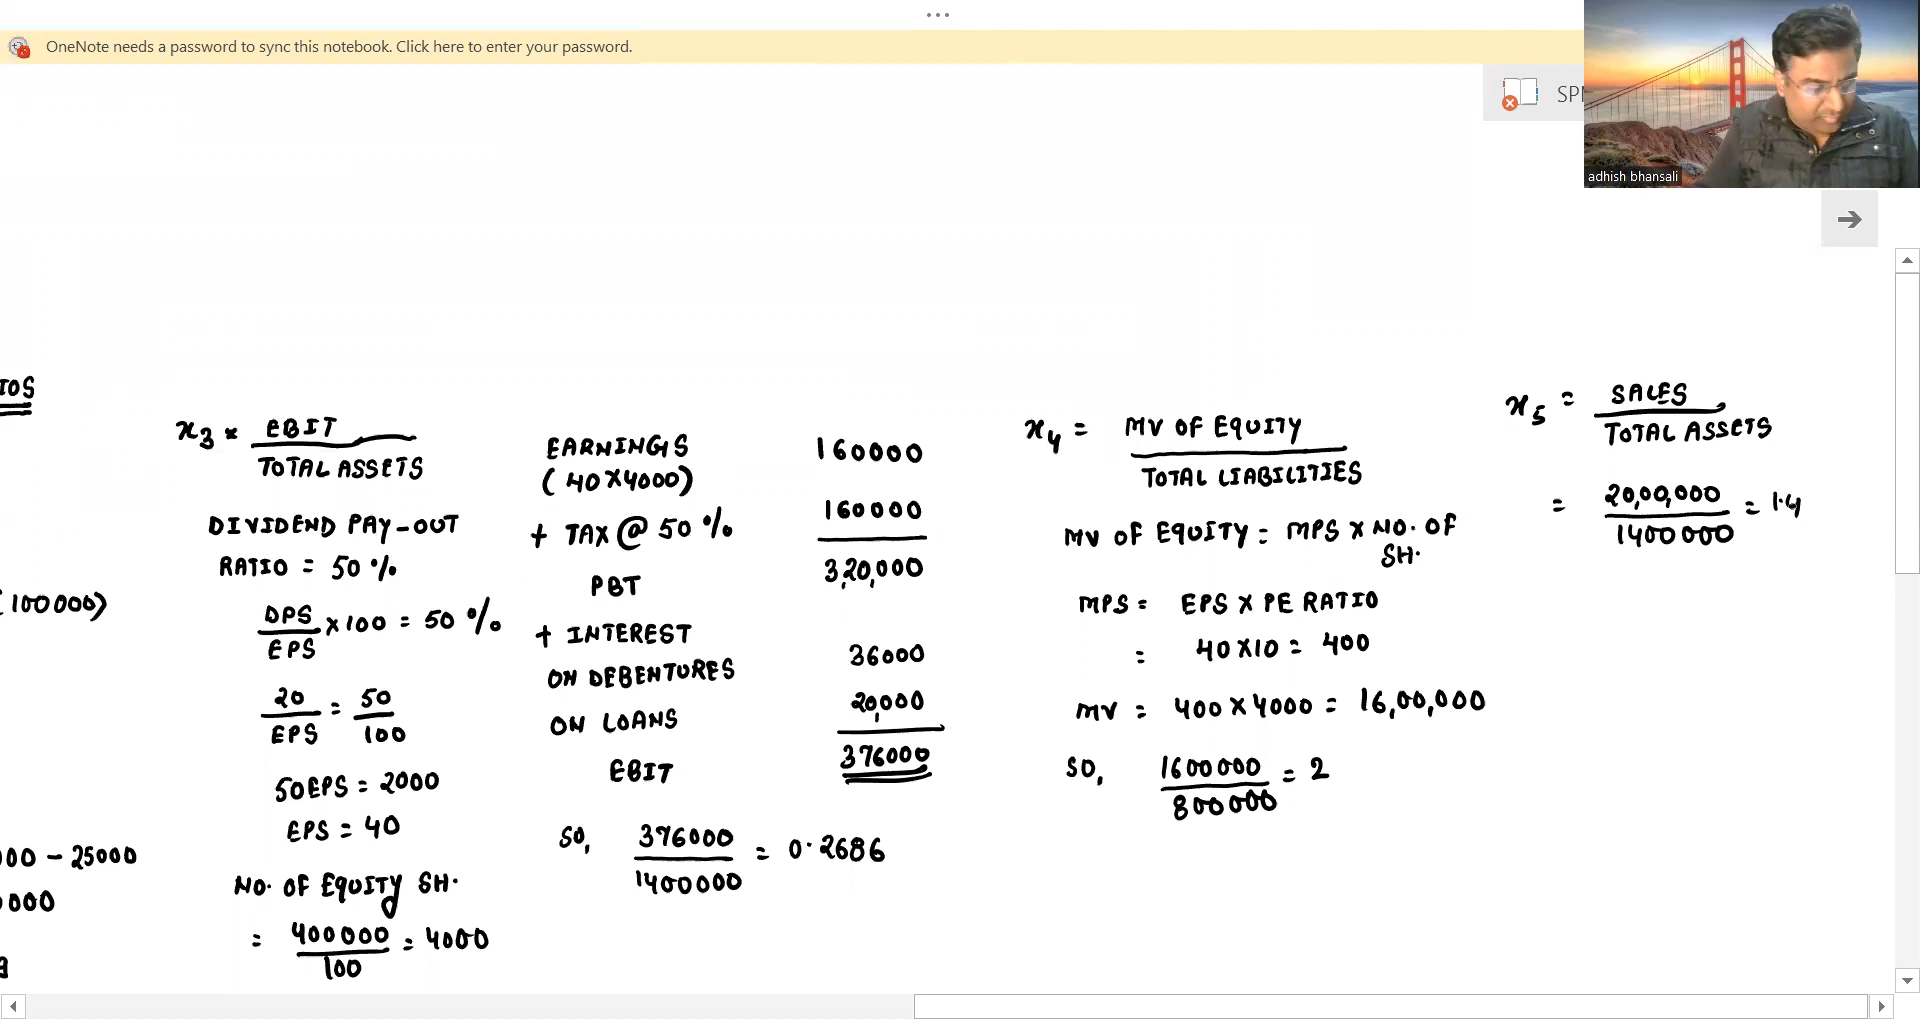 OneNote needs a password to sync this notebook. Click here to enter your password.
adhish bhansali
x3 = EBIT
TOTAL ASSETS
DIVIDEND PAY-OUT
RATIO = 50 %
100000)
DPS
EPS × 100 = 50 %
20 = 50
EPS 100
50EPS = 2000
EPS = 40
000 - 25000
NO. OF EQUITY SH.
= 400000 = 4000
100
EARNINGS 160000
(40×4000)
+ TAX @ 50 % 160000
PBT 3,20,000
+ INTEREST
ON DEBENTURES 36000
ON LOANS 20,000
EBIT 376000
SO, 376000 = 0.2686
1400000
x4 = MV OF EQUITY
TOTAL LIABILITIES
MV OF EQUITY = MPS × NO. OF
SH.
MPS = EPS × PE RATIO
= 40×10 = 400
MV = 400 × 4000 = 16,00,000
SO, 1600000 = 2
800000
x5 = SALES
TOTAL ASSETS
= 20,00,000 = 1.4
1400000